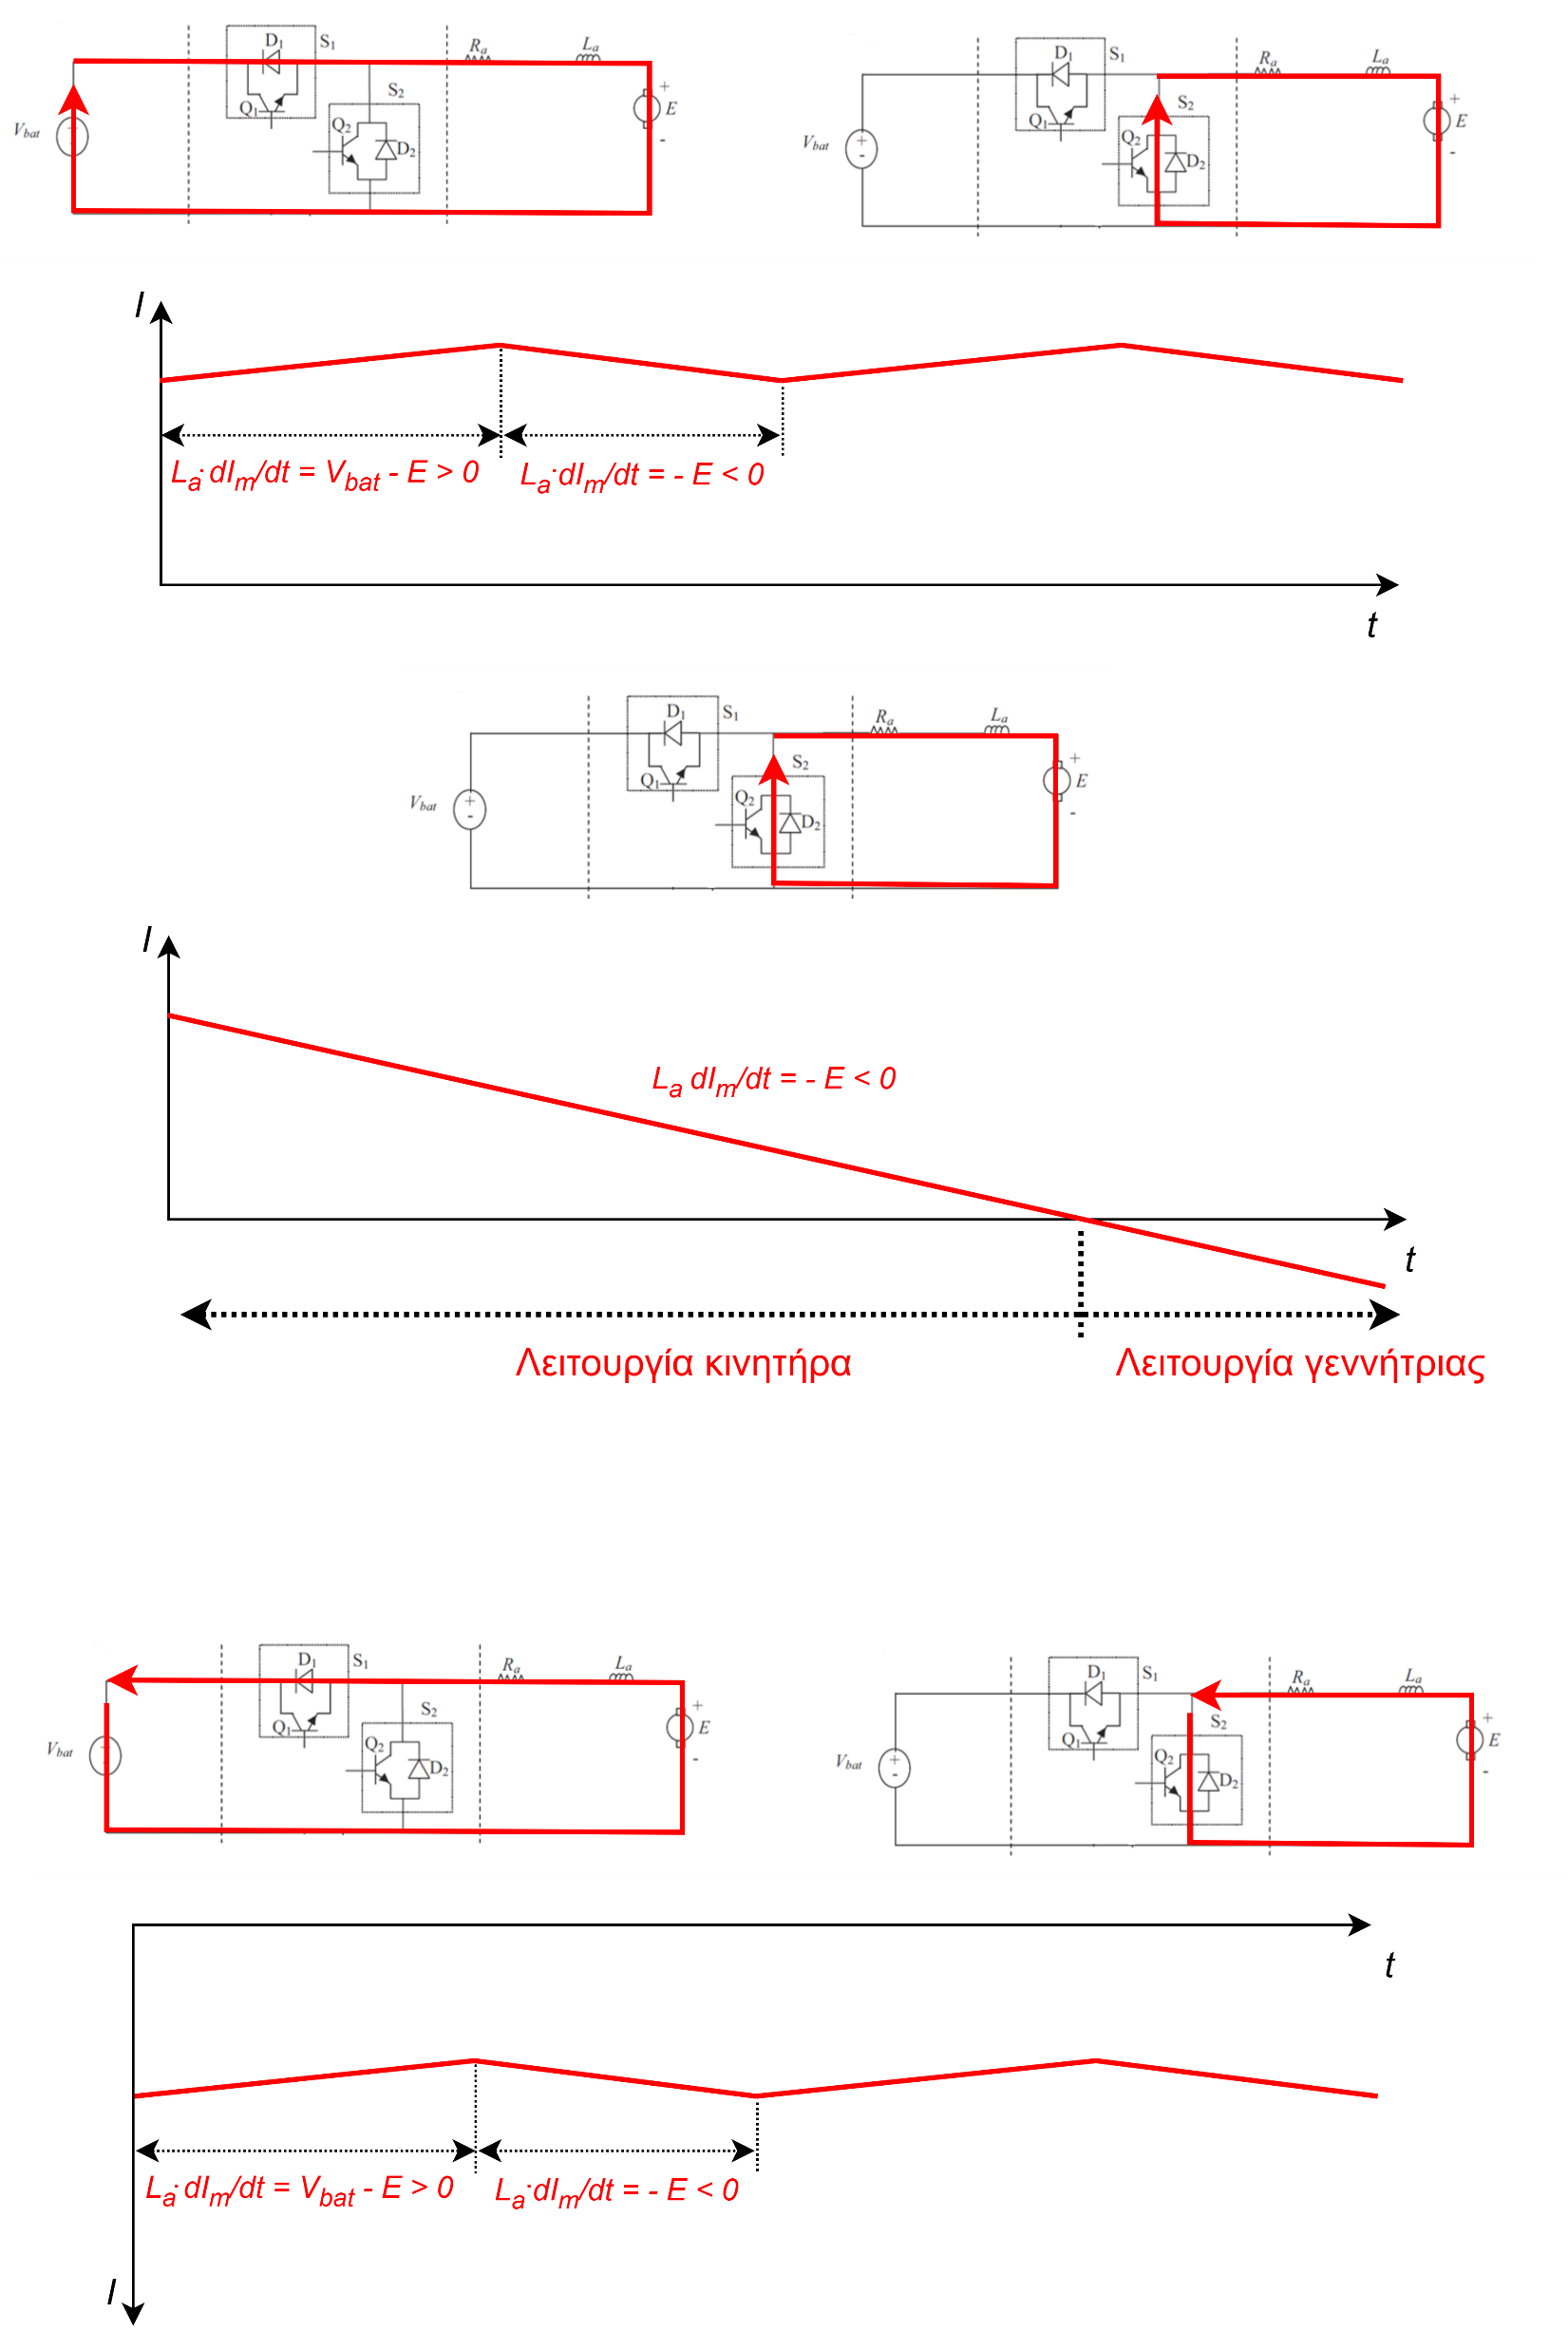 D1 S1 Ra La
Q1 S2 + E
Vbat Q2 D2 -
D1 S1 Ra La
Q1 S2 + E
Vbat + - Q2 D2 -
I
La·dIm/dt = Vbat - E > 0 La·dIm/dt = - E < 0
t
D1 S1 Ra La
Q1 S2 + E
Vbat + - Q2 D2 -
I
La dIm/dt = - E < 0
t
Λειτουργία κινητήρα Λειτουργία γεννήτριας
D1 S1 Ra La
Q1 S2 + E
Vbat Q2 D2 -
D1 S1 Ra La
Q1 S2 + E
Vbat + - Q2 D2 -
t
La·dIm/dt = Vbat - E > 0 La·dIm/dt = - E < 0
I